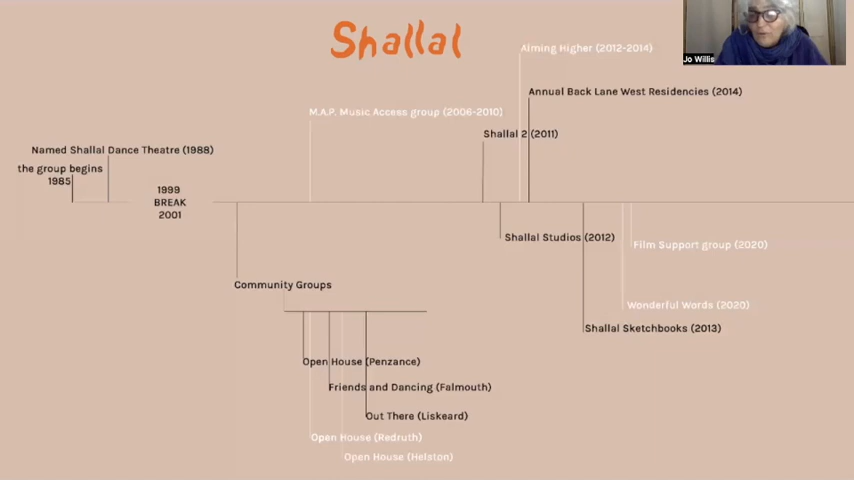 Shallal
Jo Willis
Aiming Higher (2012-2014)
Annual Back Lane West Residencies (2014)
M.A.P. Music Access group (2006-2010)
Shallal 2 (2011)
Named Shallal Dance Theatre (1988)
the group begins
1985
1999
BREAK
2001
Shallal Studios (2012)
Film Support group (2020)
Community Groups
Wonderful Words (2020)
Shallal Sketchbooks (2013)
Open House (Penzance)
Friends and Dancing (Falmouth)
Out There (Liskeard)
Open House (Redruth)
Open House (Helston)